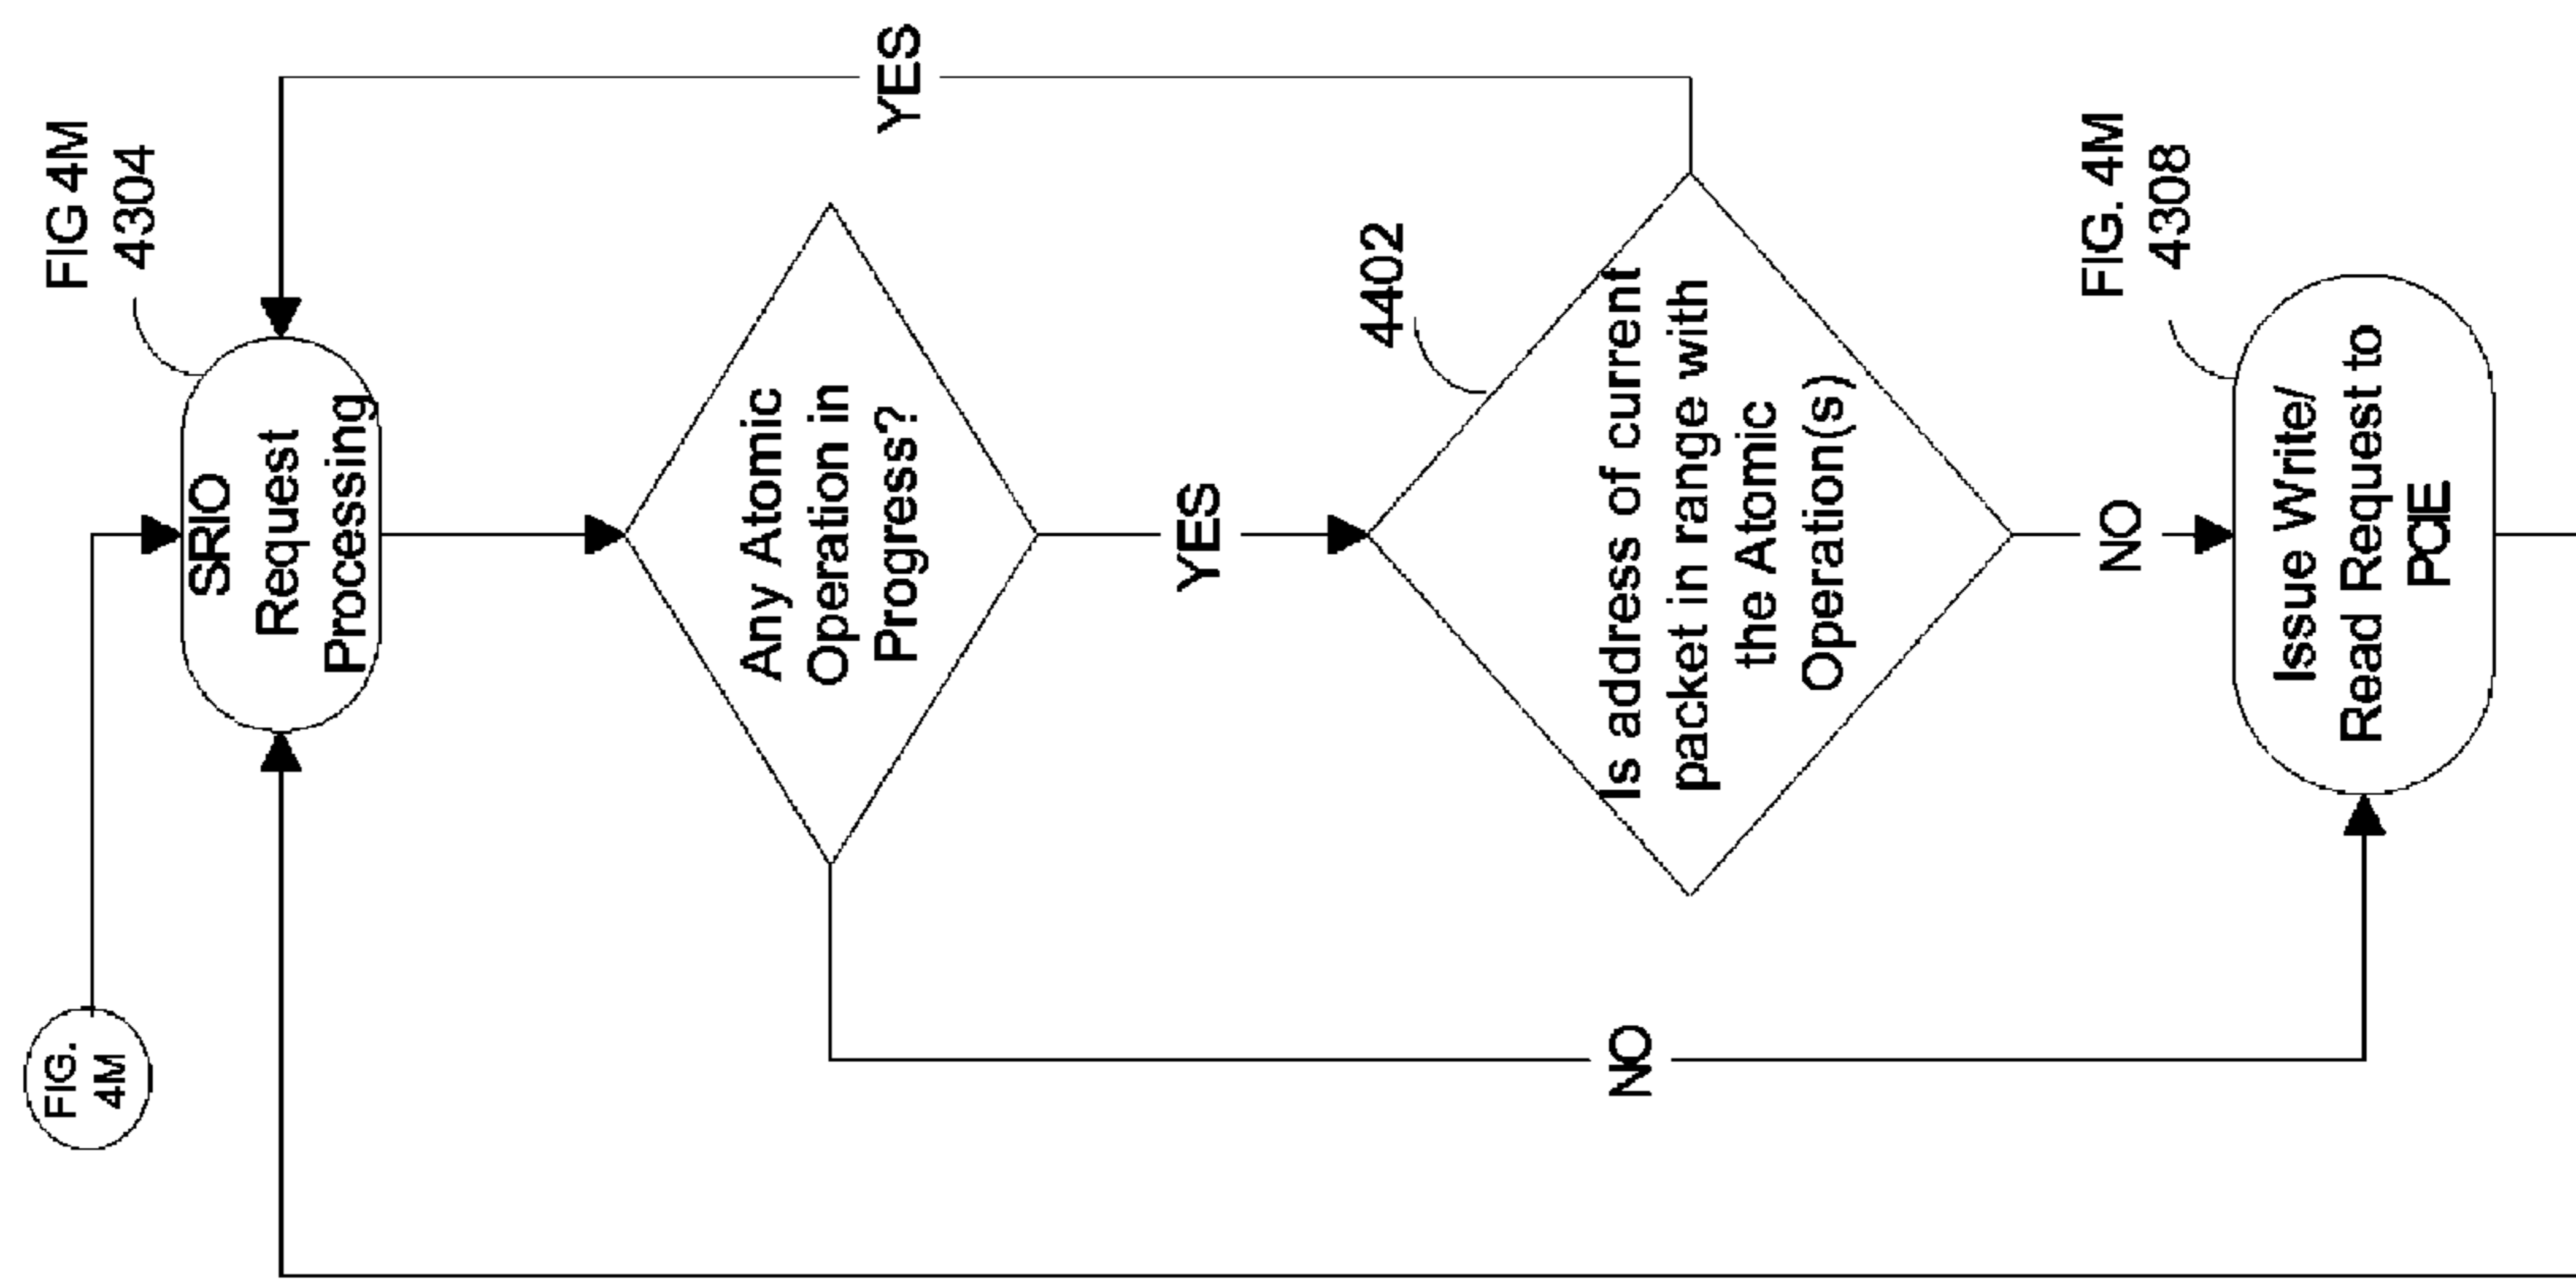 FIG.
4M
FIG 4M
4304
SRIO
Request
Processing
Any Atomic
Operation in
Progress?
YES
YES
4402
Is address of current
packet in range with
the Atomic
Operation(s)
NO
NO
FIG. 4M
4308
Issue Write/
Read Request to
PCIE